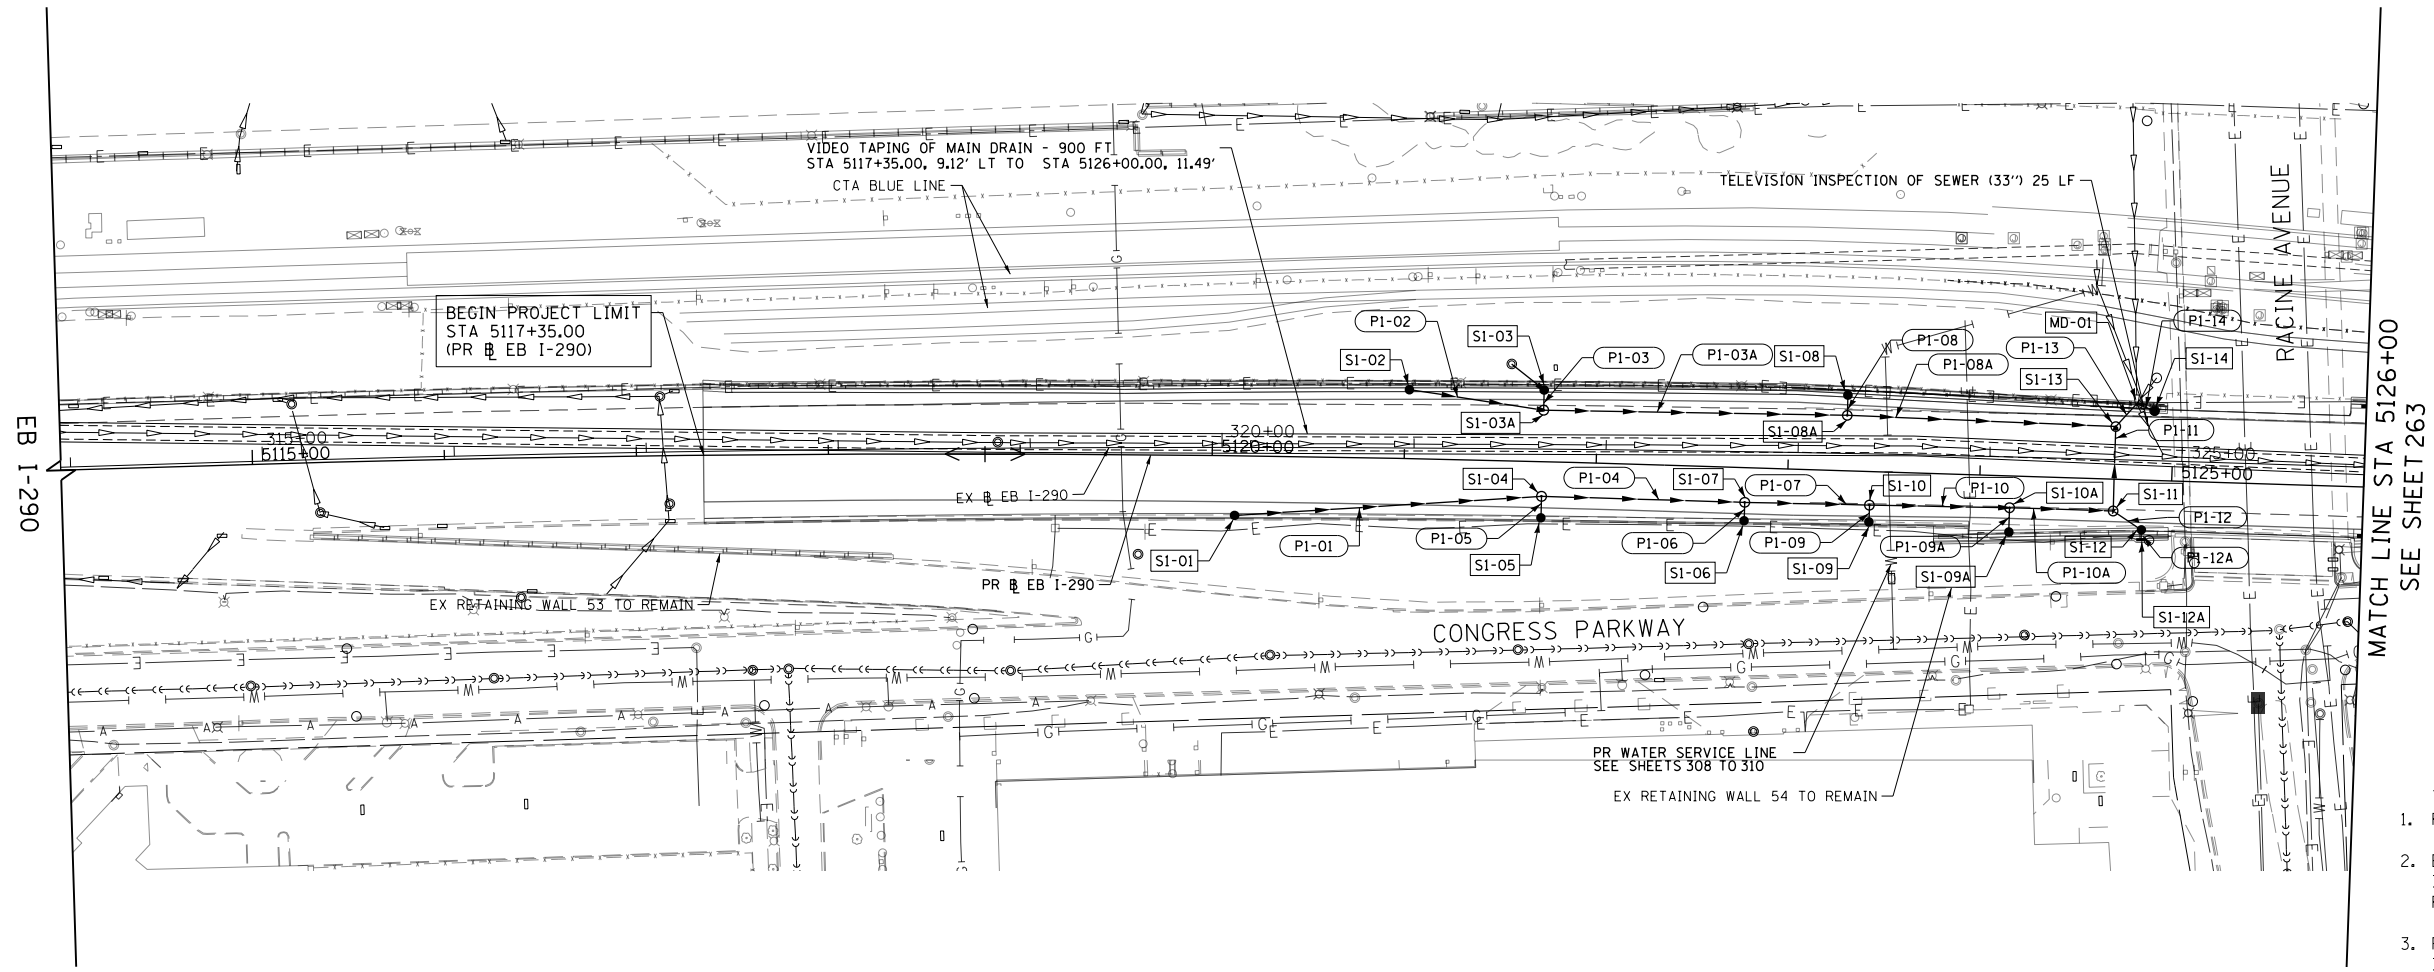 VIDEO TAPING OF MAIN DRAIN - 900 FT
STA 5117+35.00, 9.12' LT TO STA 5126+00.00, 11.49'
CTA BLUE LINE
TELEVISION INSPECTION OF SEWER (33") 25 LF
RACINE AVENUE
BEGIN PROJECT LIMIT
STA 5117+35.00
(PR BL EB I-290)
P1-02
S1-03
S1-02
P1-03
P1-03A
S1-08
P1-08
P1-08A
MD-01
P1-14
P1-13
S1-14
S1-13
S1-03A
S1-08A
P1-11
315+00
5115+00
320+00
5120+00
325+00
5125+00
EB I-290
MATCH LINE STA 5126+00
SEE SHEET 263
EX BL EB I-290
S1-04
P1-04
S1-07
P1-07
S1-10
P1-10
S1-10A
S1-11
P1-12
S1-01
P1-01
P1-05
S1-05
P1-06
S1-06
P1-09
S1-09
P1-09A
S1-09A
P1-10A
S1-12
P1-12A
S1-12A
PR BL EB I-290
EX RETAINING WALL 53 TO REMAIN
CONGRESS PARKWAY
PR WATER SERVICE LINE
SEE SHEETS 308 TO 310
EX RETAINING WALL 54 TO REMAIN
1.
2.
3.